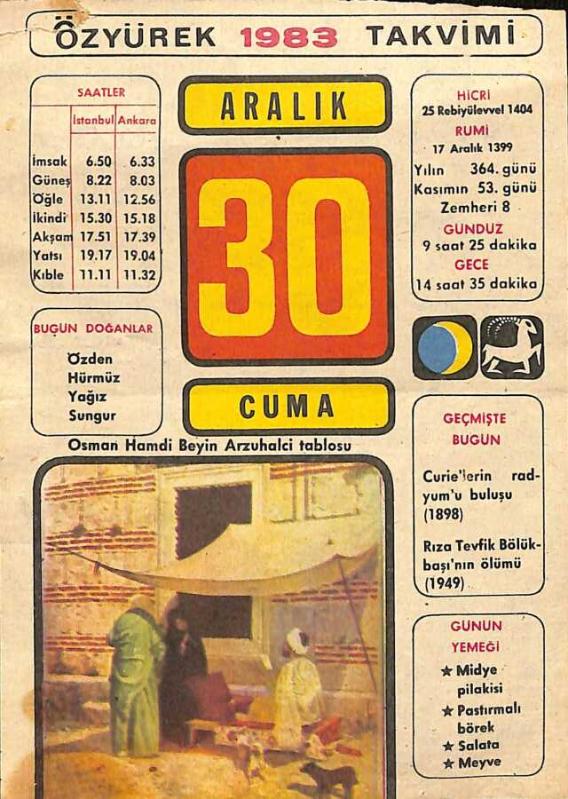 ÖZYÜREK 1983 TAKVİMİ
SAATLER
İstanbul Ankara
İmsak 6.50 6.33
Güneş 8.22 8.03
Öğle 13.11 12.56
İkindi 15.30 15.18
Akşam 17.51 17.39
Yatsı 19.17 19.04
Kıble 11.11 11.32
BUGÜN DOĞANLAR
Özden
Hürmüz
Yağız
Sungur
ARALIK
30
CUMA
HİCRİ
25 Rebiyülevvel 1404
RUMİ
17 Aralık 1399
Yılın 364. günü
Kasımın 53. günü
Zemheri 8
GÜNDÜZ
9 saat 25 dakika
GECE
14 saat 35 dakika
GEÇMİŞTE
BUGÜN
Curie'lerin rad-
yum'u buluşu
(1898)
Rıza Tevfik Bölük-
başı'nın ölümü
(1949)
GÜNÜN
YEMEĞİ
★ Midye
pilakisi
★ Pastırmalı
börek
★ Salata
★ Meyve
Osman Hamdi Beyin Arzuhalci tablosu